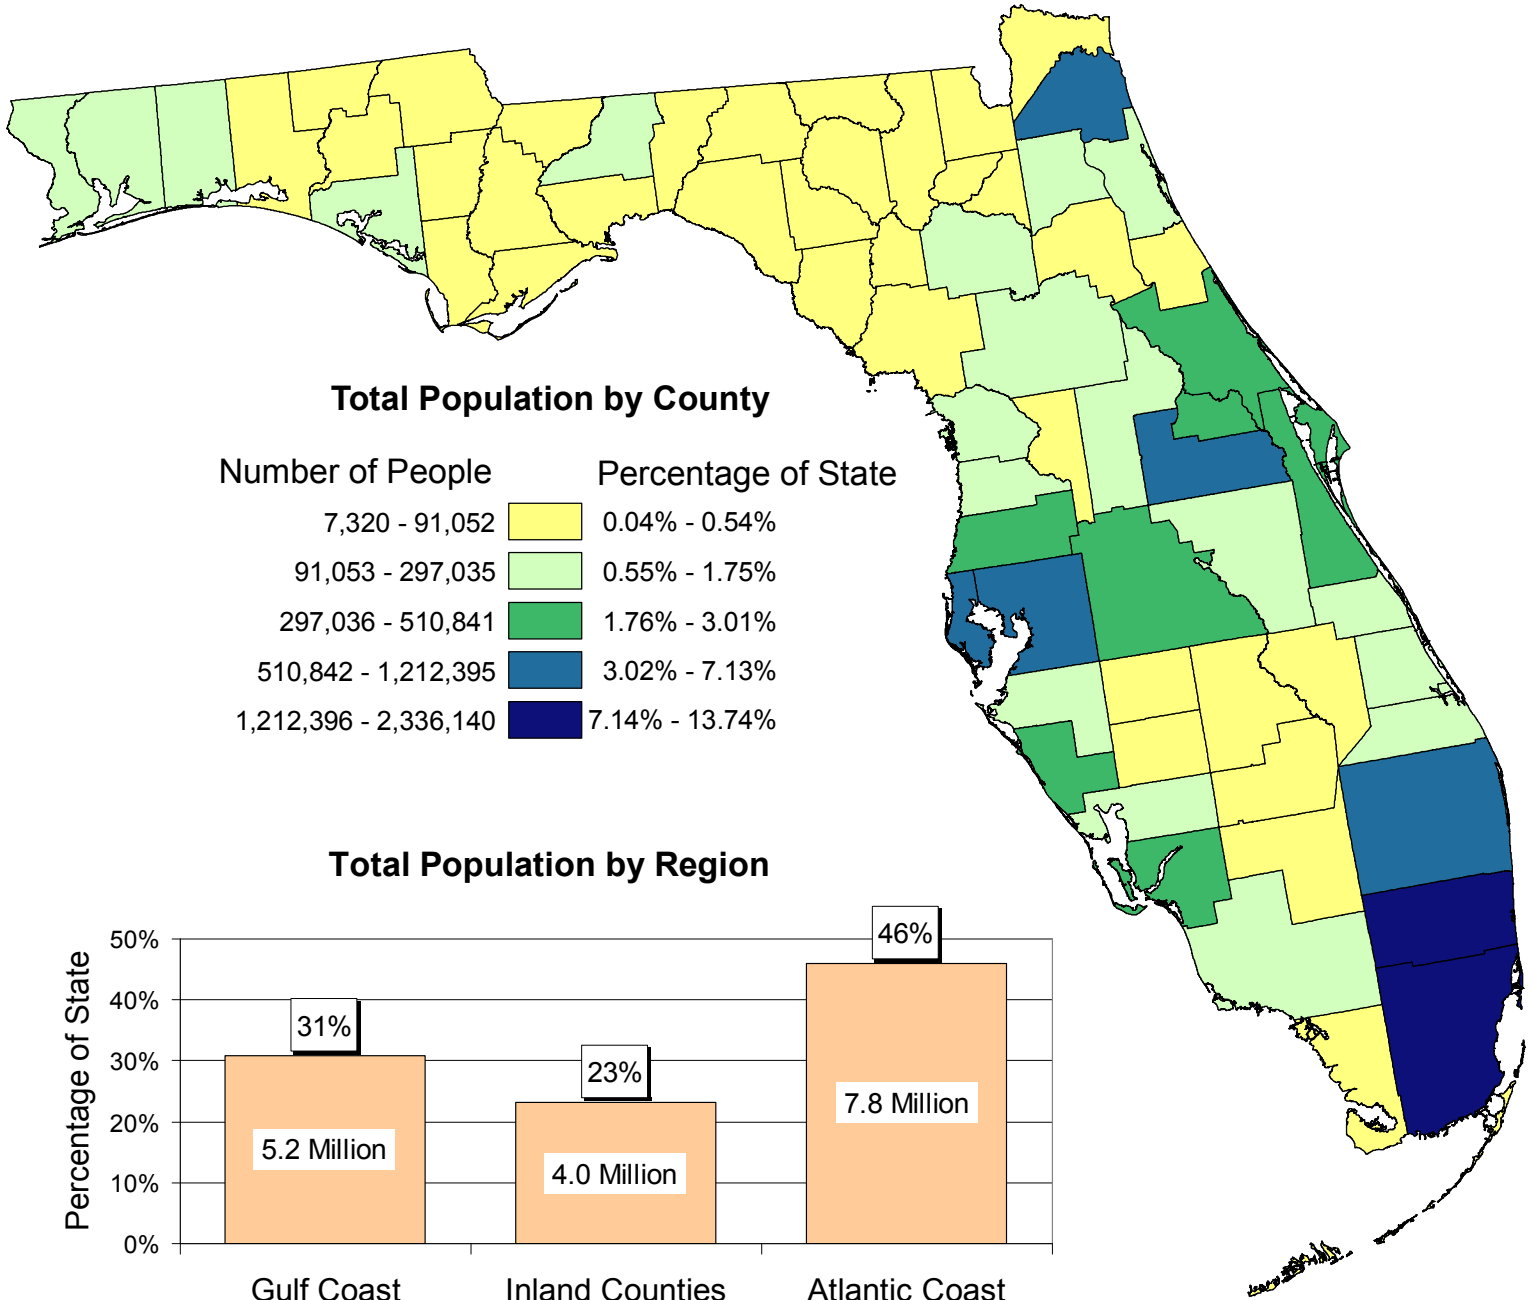 Total Population by County
Number of People Percentage of State
7,320 - 91,052 0.04% - 0.54%
91,053 - 297,035 0.55% - 1.75%
297,036 - 510,841 1.76% - 3.01%
510,842 - 1,212,395 3.02% - 7.13%
1,212,396 - 2,336,140 7.14% - 13.74%
Total Population by Region
Percentage of State
50%
40%
30%
20%
10%
0%
31%
23%
46%
5.2 Million
4.0 Million
7.8 Million
Gulf Coast Inland Counties Atlantic Coast